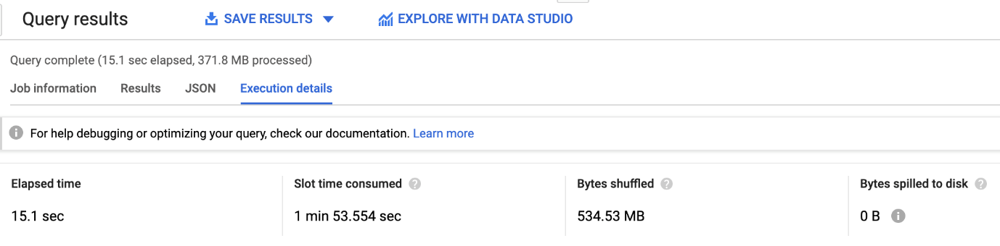 Query results SAVE RESULTS EXPLORE WITH DATA STUDIO
Query complete (15.1 sec elapsed, 371.8 MB processed)
Job information Results JSON Execution details
For help debugging or optimizing your query, check our documentation. Learn more
Elapsed time Slot time consumed Bytes shuffled Bytes spilled to disk
15.1 sec 1 min 53.554 sec 534.53 MB 0 B